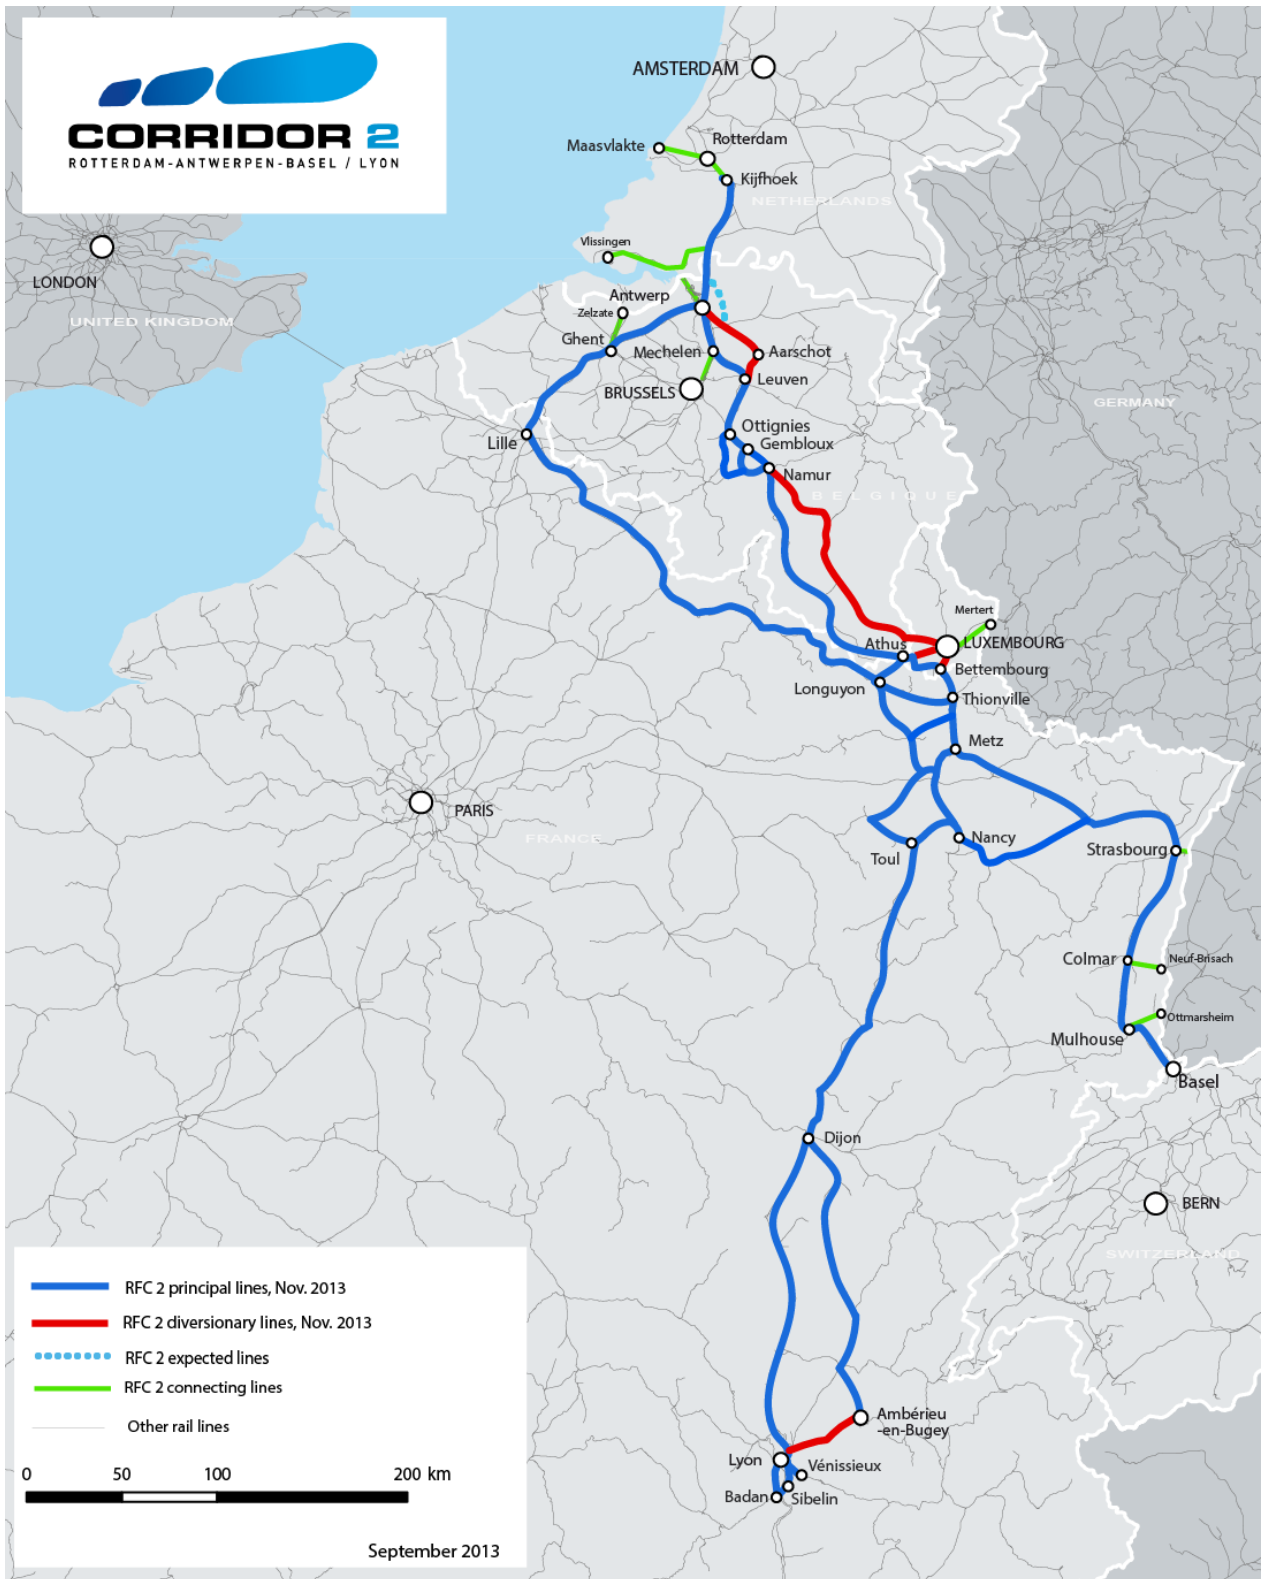 CORRIDOR 2
ROTTERDAM-ANTWERPEN-BASEL / LYON
AMSTERDAM
Maasvlakte
Rotterdam
Kijfhoek
NETHERLANDS
Vlissingen
LONDON
UNITED KINGDOM
Antwerp
Zelzate
Ghent
Mechelen
Aarschot
BRUSSELS
Leuven
GERMANY
Lille
Ottignies
Gembloux
Namur
BELGIQUE
Mertert
Athus
LUXEMBOURG
Bettembourg
Longuyon
Thionville
Metz
PARIS
FRANCE
Nancy
Toul
Strasbourg
Colmar
Neuf-Brisach
Ottmarsheim
Mulhouse
Basel
Dijon
BERN
SWITZERLAND
RFC 2 principal lines, Nov. 2013
RFC 2 diversionary lines, Nov. 2013
RFC 2 expected lines
RFC 2 connecting lines
Other rail lines
Ambérieu
-en-Bugey
Lyon
Vénissieux
Badan
Sibelin
0 50 100 200 km
September 2013